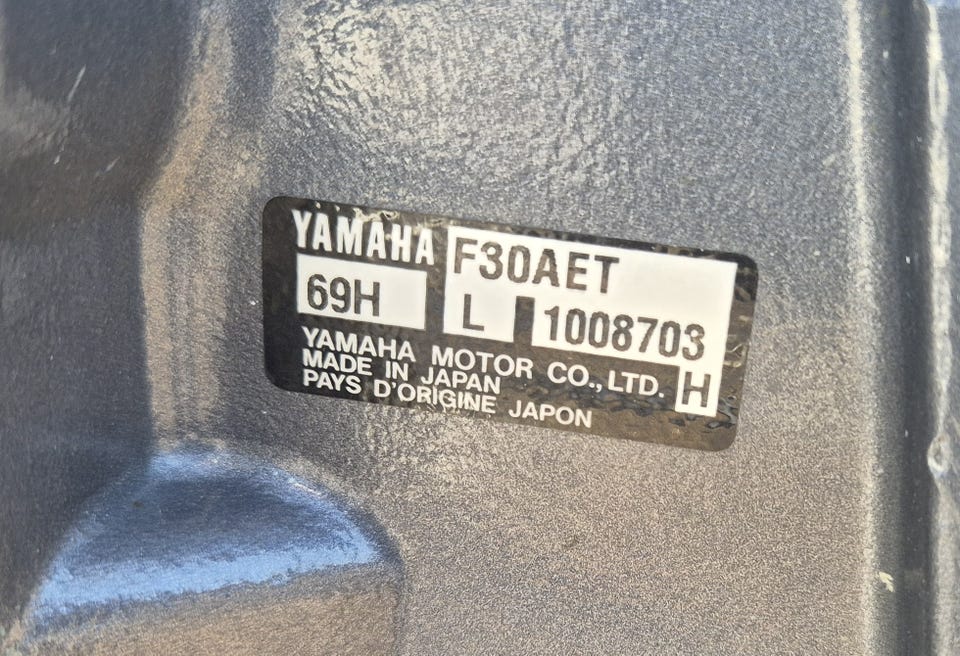 YAMAHA F30AET
69H L 1008703
YAMAHA MOTOR CO., LTD. H
MADE IN JAPAN
PAYS D'ORIGINE JAPON